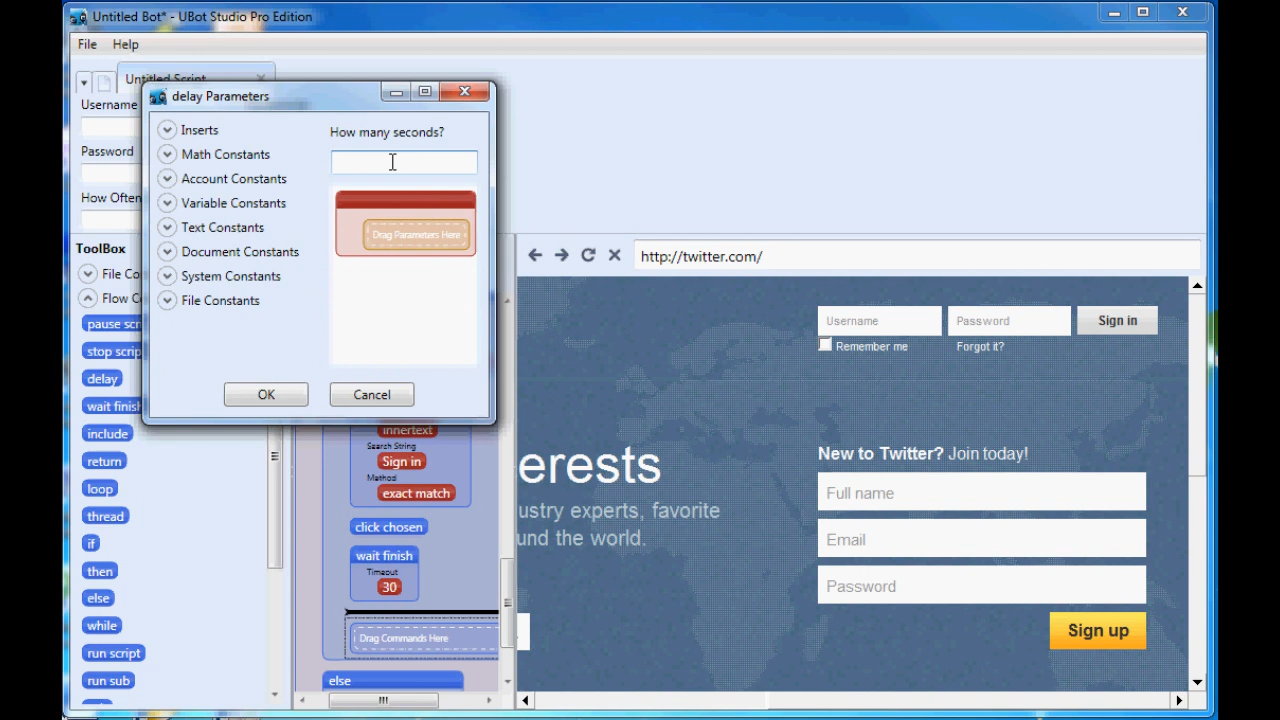 Untitled Bot* - UBot Studio Pro Edition
File Help
Untitled Script
Username
Password
How Often
ToolBox
File Co
Flow C
pause scr
stop scrip
delay
wait finish
include
return
loop
thread
if
then
else
while
run script
run sub
delay Parameters
Inserts
Math Constants
Account Constants
Variable Constants
Text Constants
Document Constants
System Constants
File Constants
How many seconds?
Drag Parameters Here
OK Cancel
innertext
Search String
Sign in
Method
exact match
click chosen
wait finish
Timeout
30
Drag Commands Here
else
http://twitter.com/
Username Password Sign in
Remember me Forgot it?
erests
ustry experts, favorite
und the world.
New to Twitter? Join today!
Full name
Email
Password
Sign up